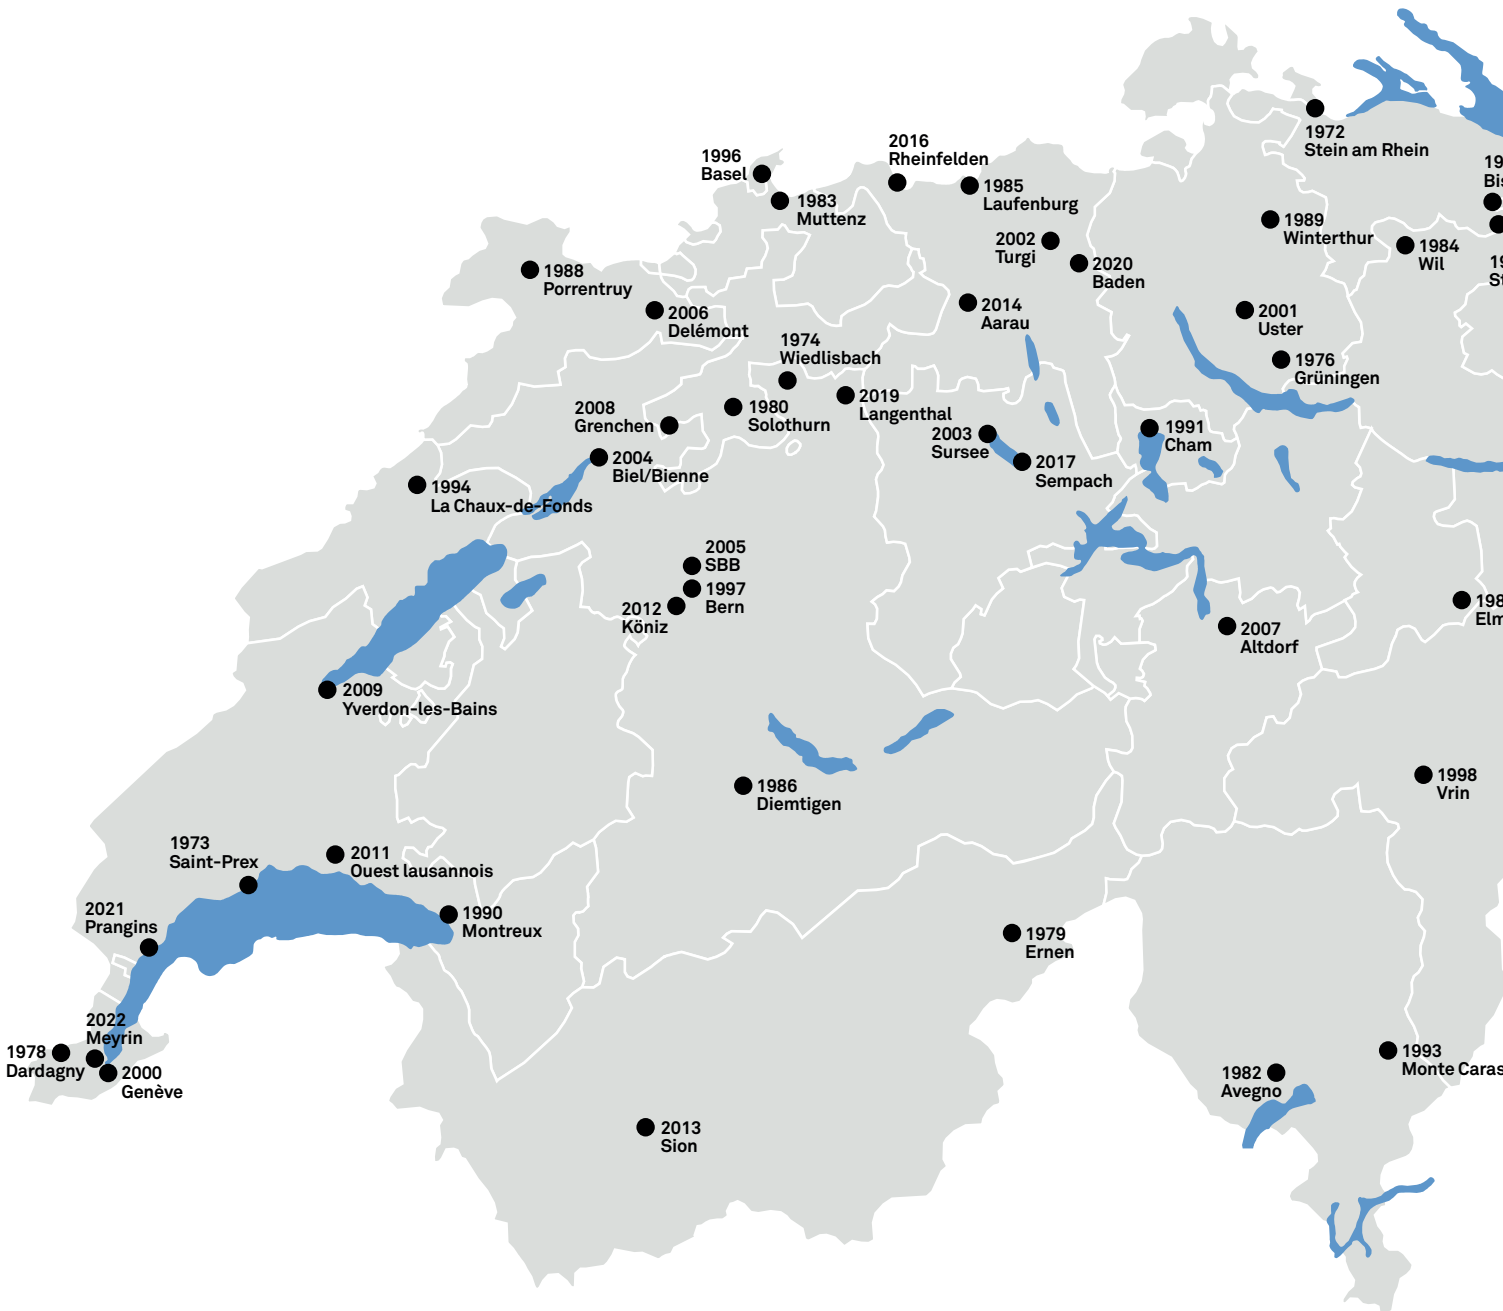 1972
Stein am Rhein
2016
Rheinfelden
1996
Basel
1985
Laufenburg
1983
Muttenz
1989
Winterthur
2002
Turgi
1984
Wil
2020
Baden
1988
Porrentruy
2006
Delémont
2014
Aarau
2001
Uster
1974
Wiedlisbach
1976
Grüningen
2019
Langenthal
1980
Solothurn
2008
Grenchen
2003
Sursee
1991
Cham
2004
Biel/Bienne
2017
Sempach
1994
La Chaux-de-Fonds
2005
SBB
1997
Bern
2012
Köniz
2007
Altdorf
2009
Yverdon-les-Bains
1998
Vrin
1986
Diemtigen
1973
Saint-Prex
2011
Ouest lausannois
2021
Prangins
1990
Montreux
1979
Ernen
2022
Meyrin
1978
Dardagny
2000
Genève
1993
Monte Caras
1982
Avegno
2013
Sion